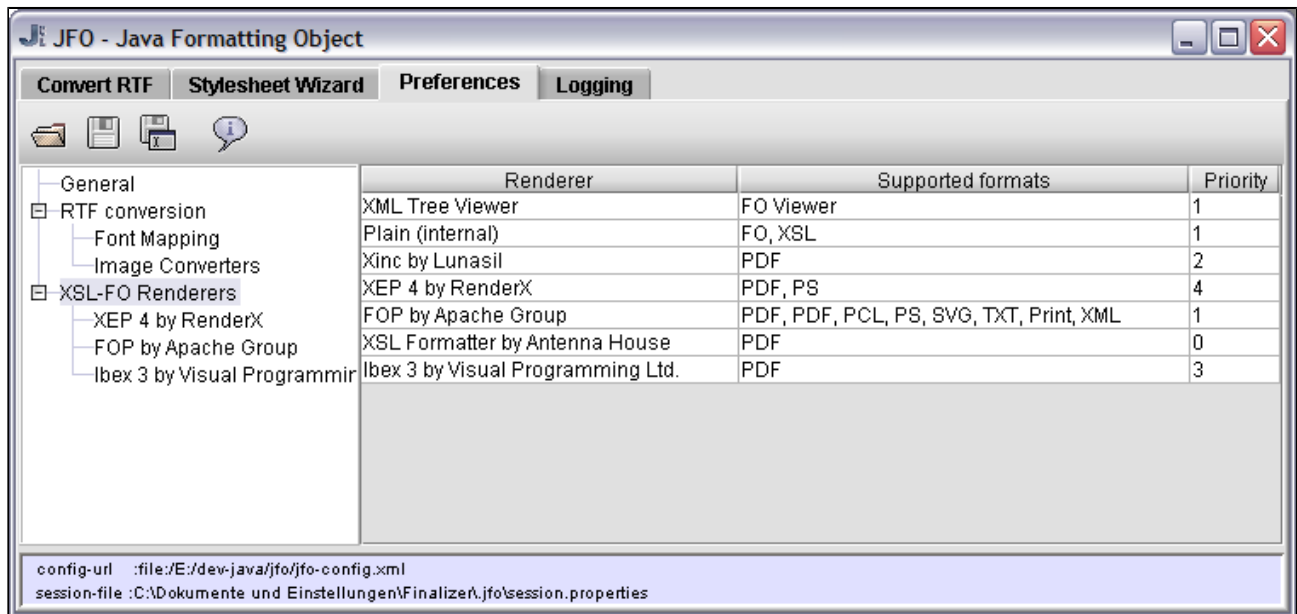 JFO - Java Formatting Object
Convert RTF Stylesheet Wizard Preferences Logging
General
RTF conversion
Font Mapping
Image Converters
XSL-FO Renderers
XEP 4 by RenderX
FOP by Apache Group
Ibex 3 by Visual Programmin
Renderer Supported formats Priority
XML Tree Viewer FO Viewer 1
Plain (internal) FO, XSL 1
Xinc by Lunasil PDF 2
XEP 4 by RenderX PDF, PS 4
FOP by Apache Group PDF, PDF, PCL, PS, SVG, TXT, Print, XML 1
XSL Formatter by Antenna House PDF 0
Ibex 3 by Visual Programming Ltd. PDF 3
config-url :file:/E:/dev-java/jfo/jfo-config.xml
session-file :C:\Dokumente und Einstellungen\Finalizer\.jfo\session.properties